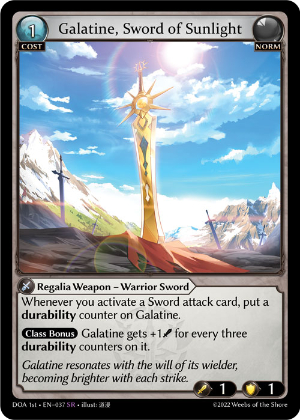 1
Galatine, Sword of Sunlight
COST
NORM
Regalia Weapon – Warrior Sword
Whenever you activate a Sword attack card, put a
durability counter on Galatine.
Class Bonus Galatine gets +1 for every three
durability counters on it.
Galatine resonates with the will of its wielder,
becoming brighter with each strike.
1 1
DOA 1st • EN-037 SR • illust:
©2022 Weebs of the Shore